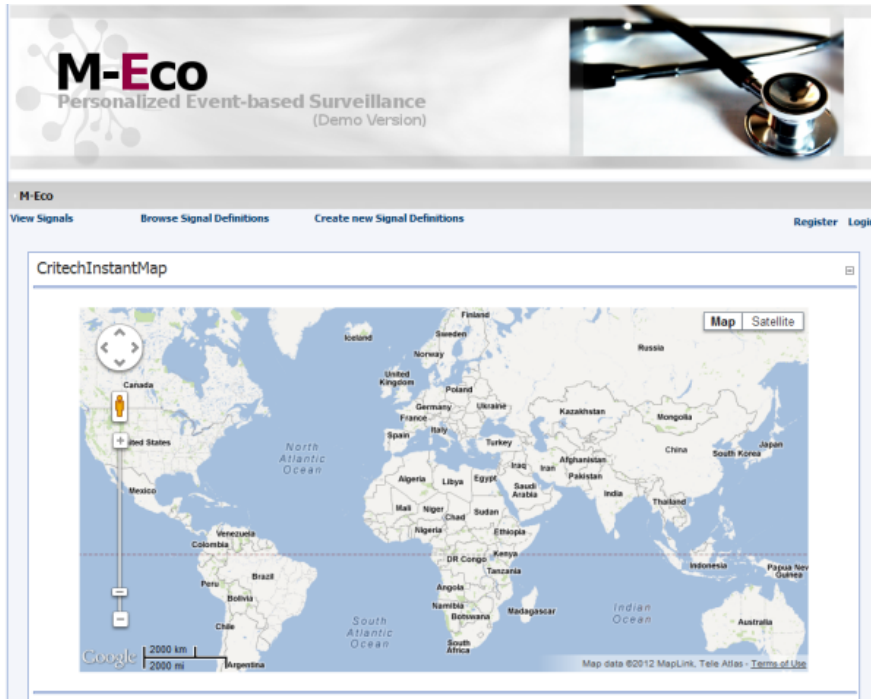 M-Eco
Personalized Event-based Surveillance
(Demo Version)
M-Eco
View Signals Browse Signal Definitions Create new Signal Definitions Register Login
CritechInstantMap
Map Satellite
Finland
Iceland
Sweden
Russia
Norway
United
Kingdom
Canada
Poland
Germany
Ukraine
Kazakhstan
Mongolia
France
Italy
Spain
Turkey
United States
North
Atlantic
Ocean
China
Japan
South Korea
Afghanistan
Iraq
Iran
Pakistan
Algeria
Libya
Egypt
Saudi
Arabia
India
Mexico
Thailand
Mali
Niger
Chad
Sudan
Nigeria
Ethiopia
Venezuela
Colombia
DR Congo
Kenya
Tanzania
Indonesia
Papua New
Guinea
Peru
Brazil
Bolivia
Angola
Namibia
Botswana
Madagascar
Indian
Ocean
Chile
South
Atlantic
Ocean
Australia
South
Africa
Argentina
Google
2000 km
2000 mi
Map data ©2012 MapLink, Tele Atlas - Terms of Use